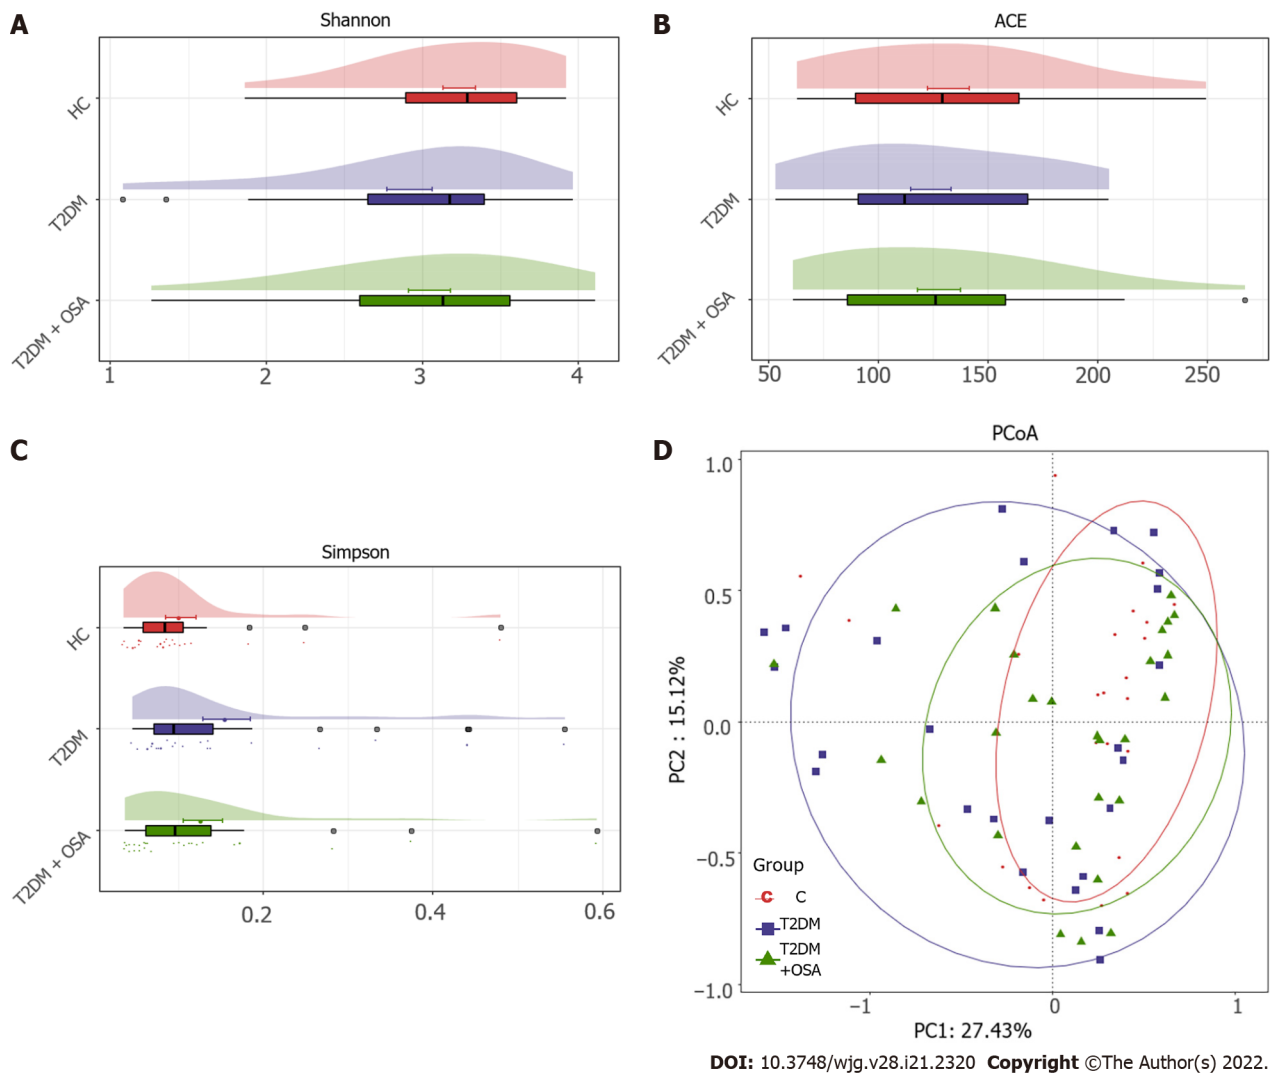 A
Shannon
HC
T2DM
T2DM + OSA
1 2 3 4
B
ACE
HC
T2DM
T2DM + OSA
50 100 150 200 250
C
Simpson
HC
T2DM
T2DM + OSA
0.2 0.4 0.6
D
PCoA
1.0
0.5
0.0
−0.5
−1.0
PC2 : 15.12%
Group
C C
T2DM
T2DM
+OSA
−1 0 1
PC1: 27.43%
DOI: 10.3748/wjg.v28.i21.2320 Copyright ©The Author(s) 2022.